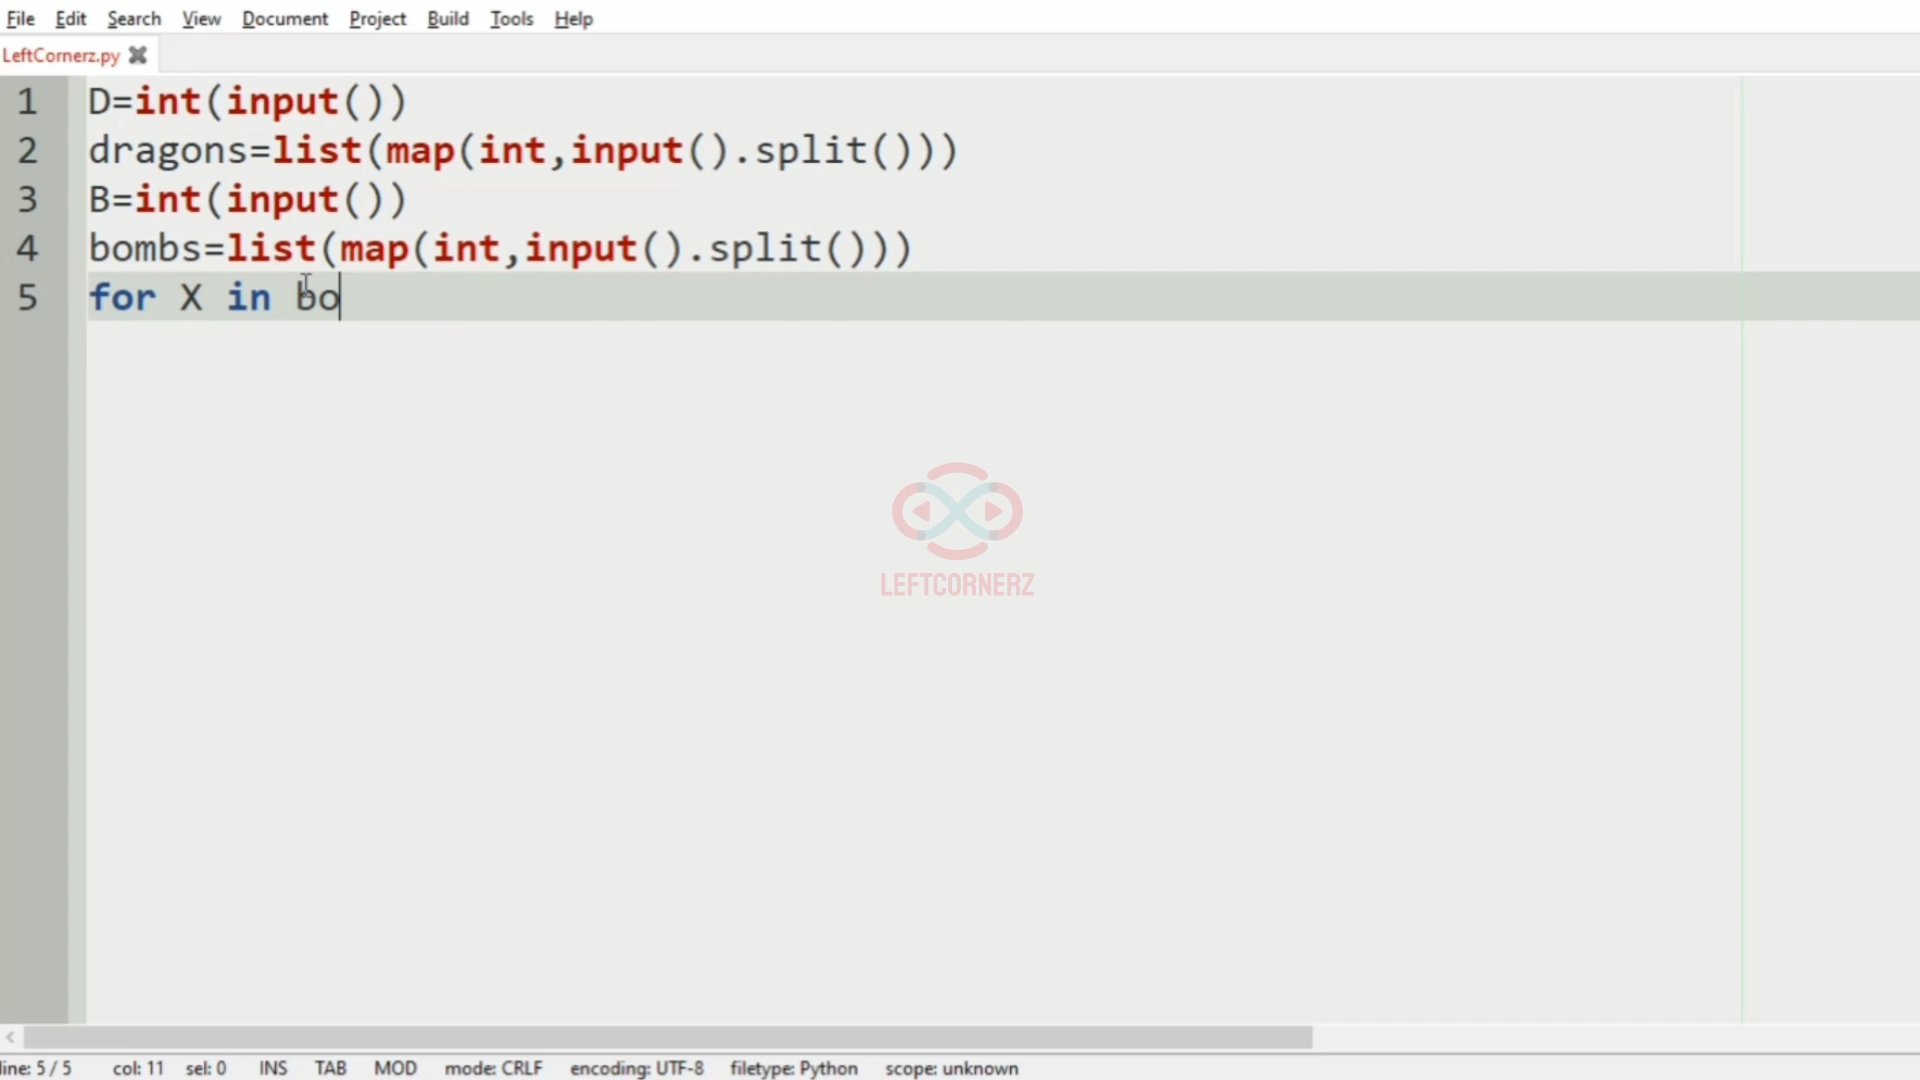 File Edit Search View Document Project Build Tools Help
LeftCornerz.py
1 D=int(input())
2 dragons=list(map(int,input().split()))
3 B=int(input())
4 bombs=list(map(int,input().split()))
5 for X in bo
LEFTCORNERZ
line: 5 / 5 col: 11 sel: 0 INS TAB MOD mode: CRLF encoding: UTF-8 filetype: Python scope: unknown